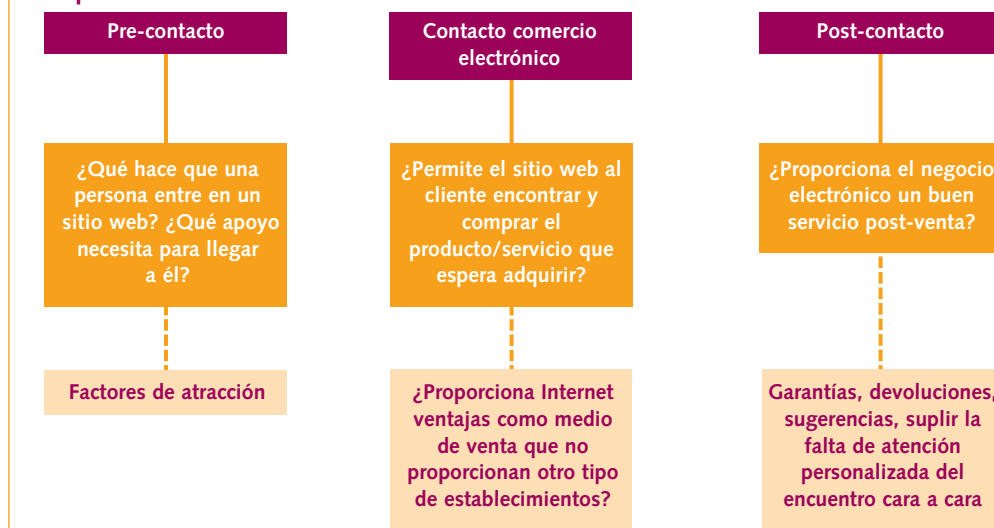 Pre-contacto
¿Qué hace que una
persona entre en un
sitio web? ¿Qué apoyo
necesita para llegar
a él?
Factores de atracción
Contacto comercio
electrónico
¿Permite el sitio web al
cliente encontrar y
comprar el
producto/servicio que
espera adquirir?
¿Proporciona Internet
ventajas como medio
de venta que no
proporcionan otro tipo
de establecimientos?
Post-contacto
¿Proporciona el negocio
electrónico un buen
servicio post-venta?
Garantías, devoluciones,
sugerencias, suplir la
falta de atención
personalizada del
encuentro cara a cara